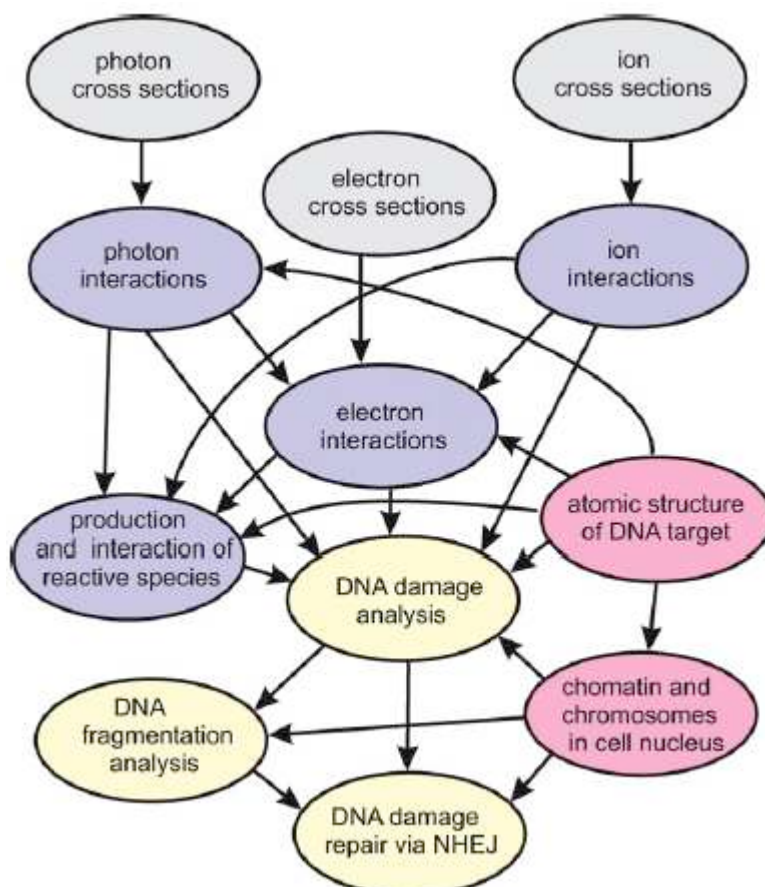 photon
cross sections
ion
cross sections
electron
cross sections
photon
interactions
ion
interactions
electron
interactions
atomic structure
of DNA target
production
and interaction of
reactive species
DNA damage
analysis
chomatin and
chromosomes
in cell nucleus
DNA
fragmentation
analysis
DNA damage
repair via NHEJ